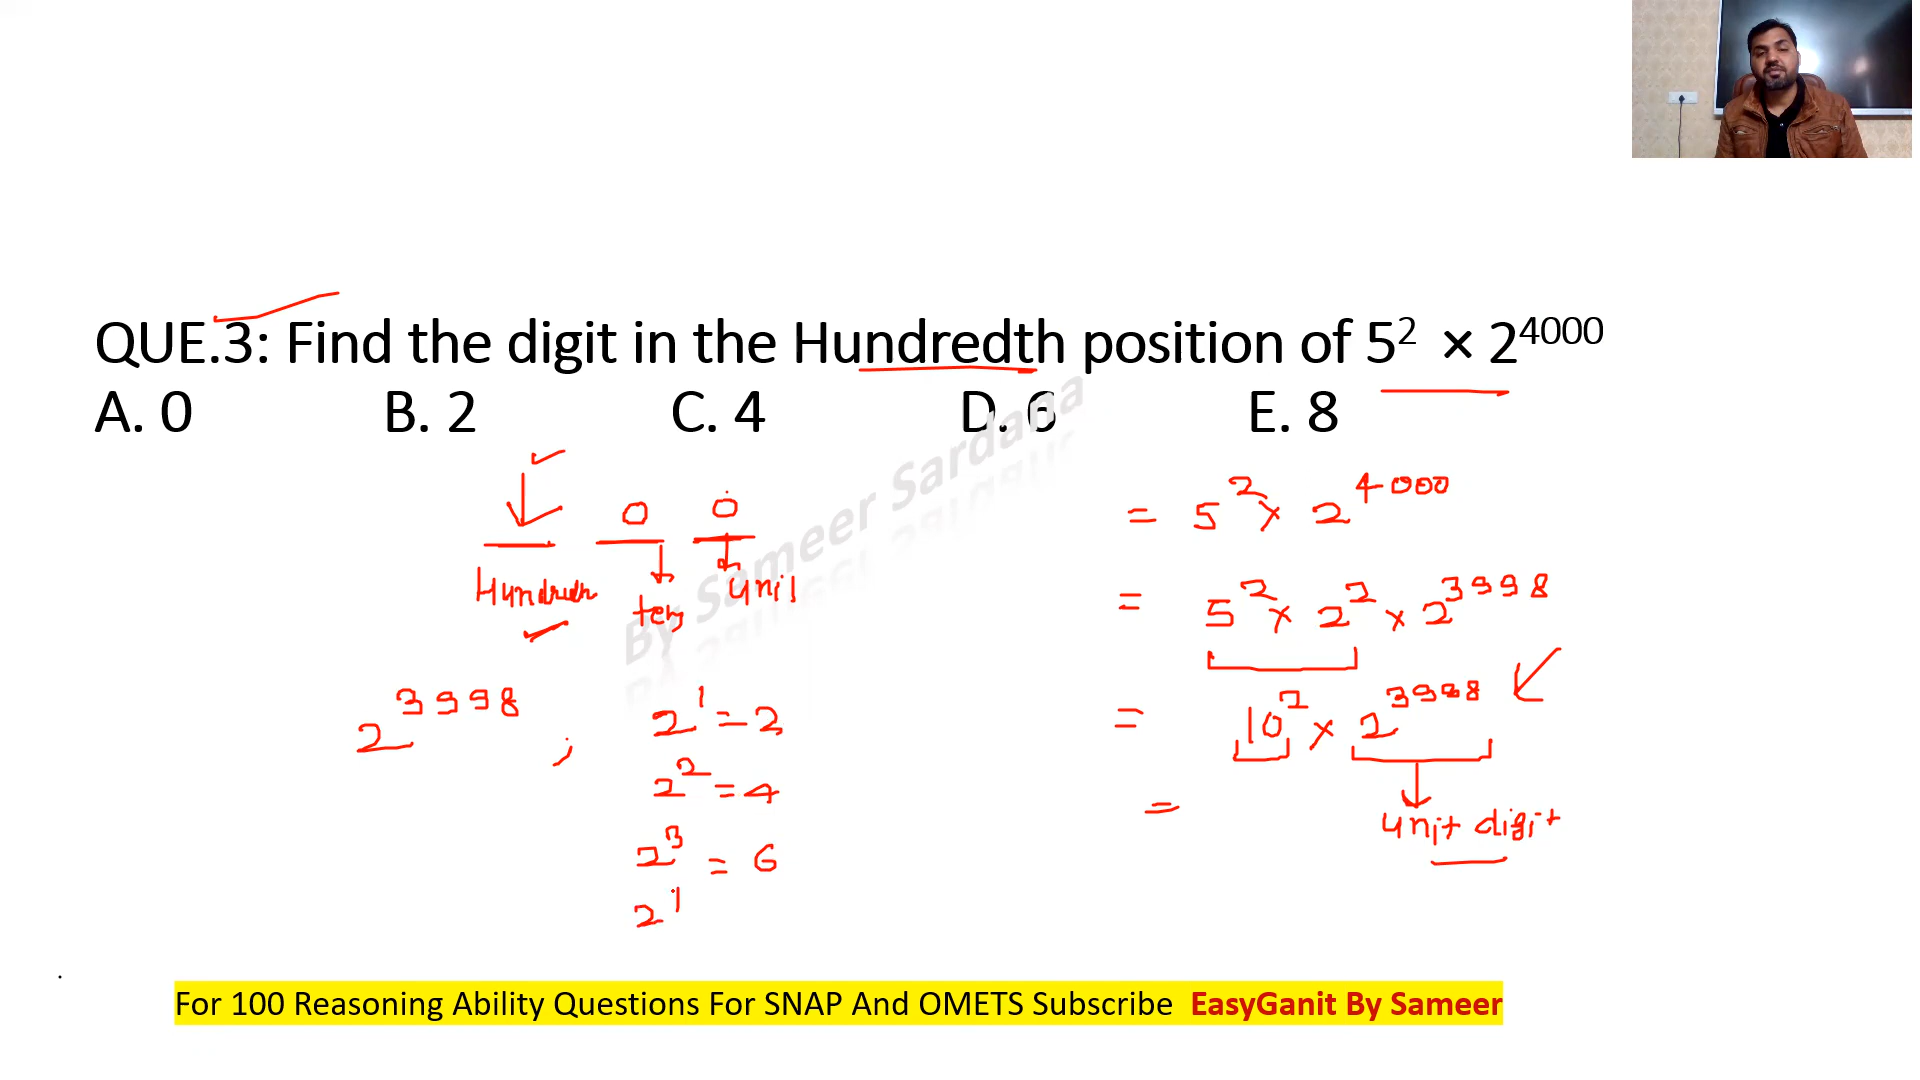 QUE.3: Find the digit in the Hundredth position of 5² × 2⁴⁰⁰⁰
A. 0 B. 2 C. 4 D. 6 E. 8
By Sameer Sardana
0 0
Hundredth tens unit
= 5² × 2⁴⁰⁰⁰
= 5² × 2² × 2³⁹⁹⁸
= 10² × 2³⁹⁹⁸
= unit digit
2³⁹⁹⁸ ; 2¹ = 2
2² = 4
2³ = 6
2¹
For 100 Reasoning Ability Questions For SNAP And OMETS Subscribe EasyGanit By Sameer